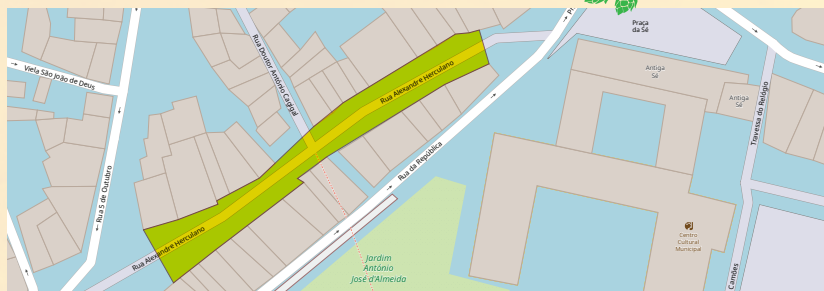 Praça
da Sé
Pr
Viela São João de Deus
Rua Doutor António Cagigal
Rua Alexandre Herculano
Antiga
Sé
Antiga
Sé
Travessa do Relógio
Rua da República
Rua 5 de Outubro
Rua Alexandre Herculano
Jardim
António
José d'Almeida
Centro
Cultural
Municipal
Camões